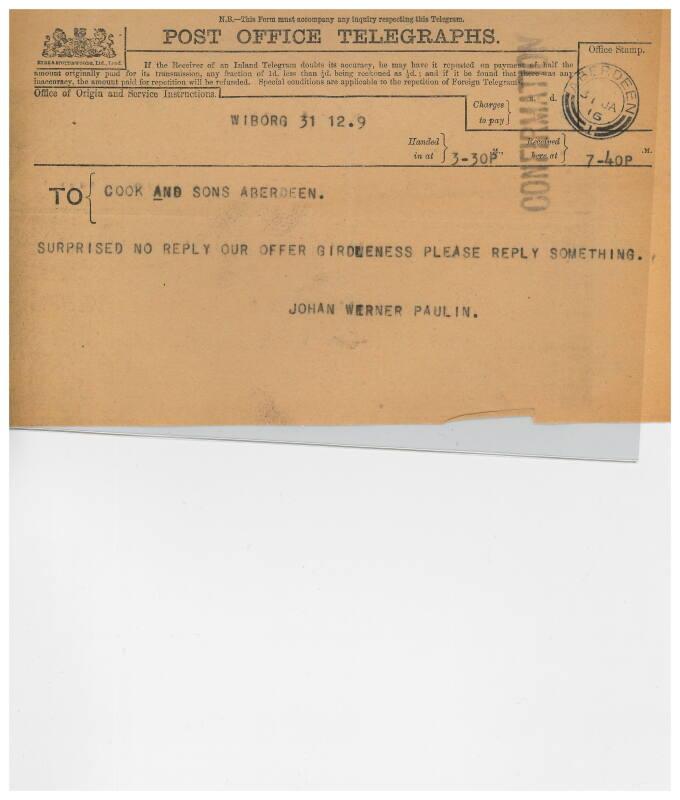 N.B.—This Form must accompany any inquiry respecting this Telegram.
POST OFFICE TELEGRAPHS.
If the Receiver of an Inland Telegram doubts its accuracy, he may have it repeated on payment of half the
amount originally paid for its transmission, any fraction of 1d. less than ½d. being reckoned as ½d.; and if it be found that there was any
inaccuracy, the amount paid for repetition will be refunded. Special conditions are applicable to the repetition of Foreign Telegrams.
Office of Origin and Service Instructions.
Office Stamp.
ABERDEEN
31 JA
16
CONFIRMATION
Charges
to pay
d.
WIBORG 31 12.9
Handed
in at
3-30P
M.,
Received
here at
7-40P
M.
TO
COOK AND SONS ABERDEEN.
SURPRISED NO REPLY OUR OFFER GIRDLENESS PLEASE REPLY SOMETHING.
JOHAN WERNER PAULIN.